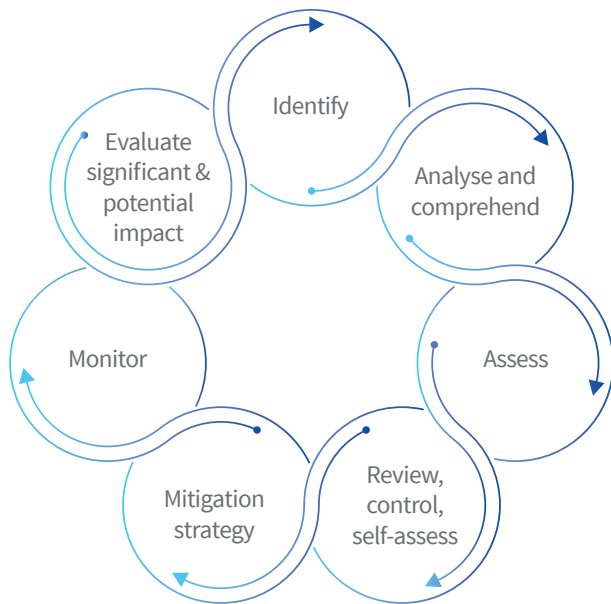 Identify
Analyse and
comprehend
Assess
Review,
control,
self-assess
Mitigation
strategy
Monitor
Evaluate
significant &
potential
impact